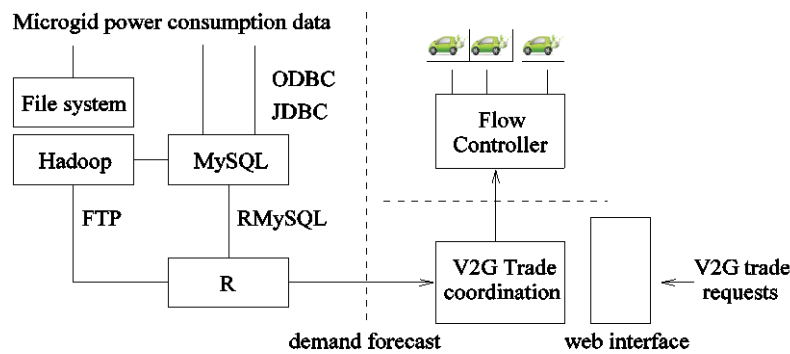 Microgid power consumption data
ODBC
JDBC
File system
Hadoop
MySQL
FTP
RMySQL
R
Flow
Controller
V2G Trade
coordination
V2G trade
requests
demand forecast
web interface